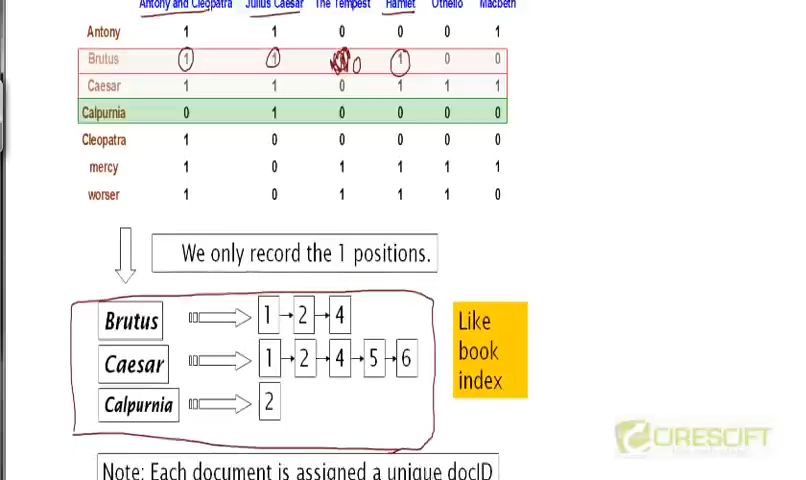 Antony and Cleopatra Julius Caesar The Tempest Hamlet Othello Macbeth
Antony 1 1 0 0 0 1
Brutus 1 1 0 1 0 0
Caesar 1 1 0 1 1 1
Calpurnia 0 1 0 0 0 0
Cleopatra 1 0 0 0 0 0
mercy 1 0 1 1 1 1
worser 1 0 1 1 1 0
We only record the 1 positions.
Brutus 1 2 4
Caesar 1 2 4 5 6
Calpurnia 2
Like
book
index
CIRESCIFT
Note: Each document is assigned a unique docID